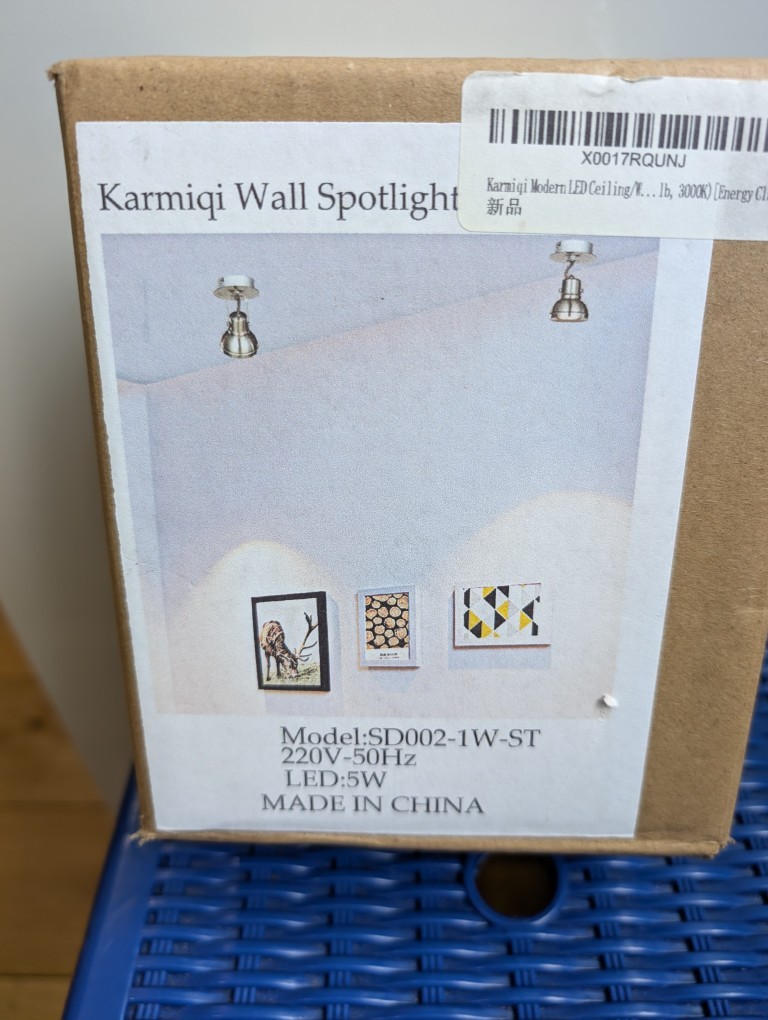 X0017RQUNJ
Karmiqi Modern LED Ceiling/W...lb, 3000K) [Energy Cl
新品
Karmiqi Wall Spotlight
Model:SD002-1W-ST
220V-50Hz
LED:5W
MADE IN CHINA